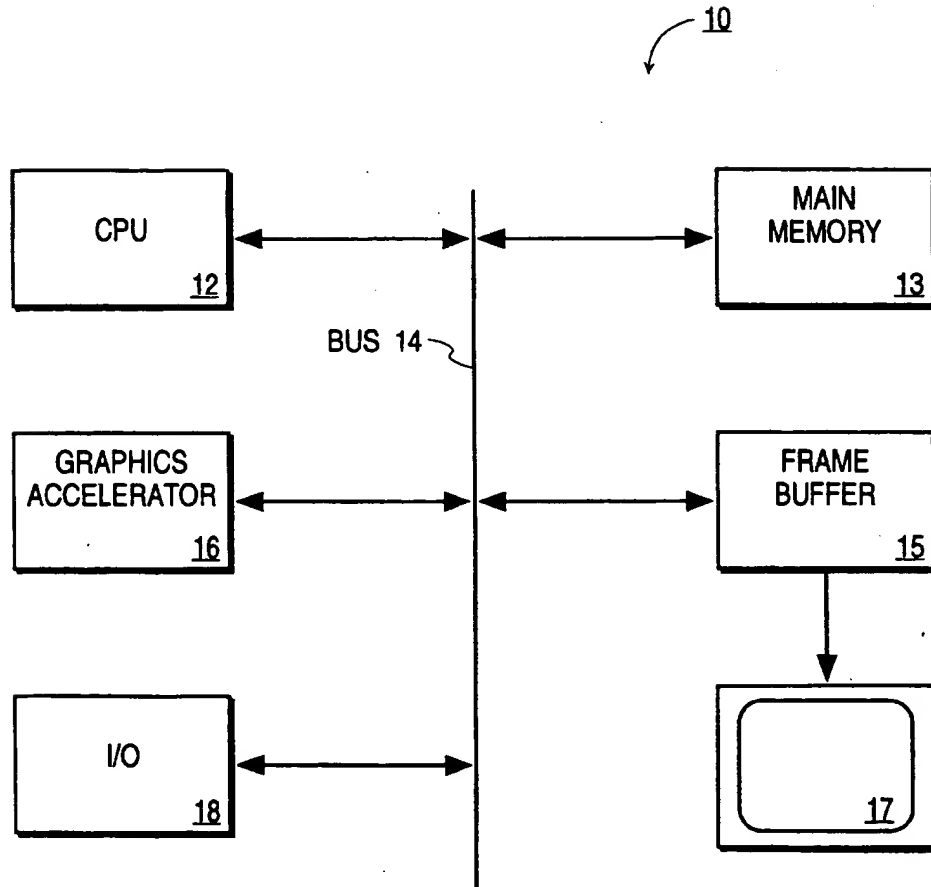 10
CPU
12
MAIN
MEMORY
13
BUS 14
GRAPHICS
ACCELERATOR
16
FRAME
BUFFER
15
I/O
18
17